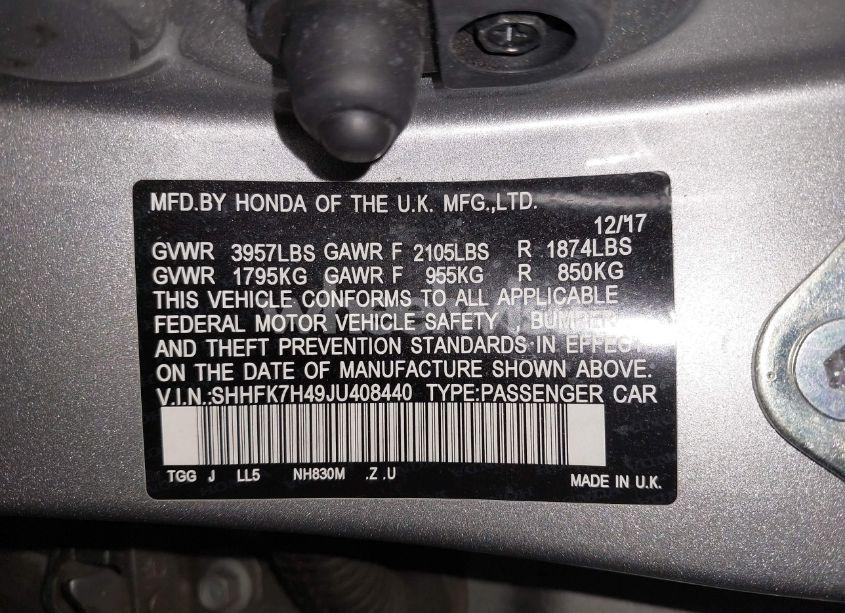 MFD.BY HONDA OF THE U.K. MFG.,LTD.
12/17
GVWR 3957LBS GAWR F 2105LBS R 1874LBS
GVWR 1795KG GAWR F 955KG R 850KG
THIS VEHICLE CONFORMS TO ALL APPLICABLE
FEDERAL MOTOR VEHICLE SAFETY , BUMPER
AND THEFT PREVENTION STANDARDS IN EFFECT
ON THE DATE OF MANUFACTURE SHOWN ABOVE.
V.I.N.:SHHFK7H49JU408440 TYPE:PASSENGER CAR
TGG J LL5 NH830M .Z .U
MADE IN U.K.